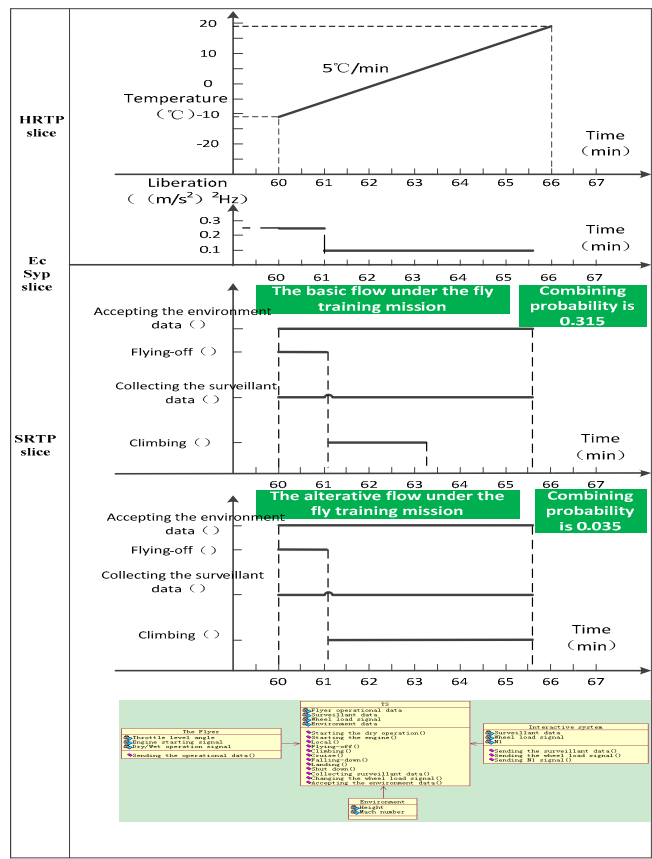 20
10
5℃/min
0
Temperature
(℃)
-10
HRTP
slice
Time
-20
(min)
60 61 62 63 64 65 66 67
Liberation
( (m/s²) ²Hz)
0.3
0.2
0.1
Time
(min)
60 61 62 63 64 65 66 67
Ec
Syp
slice
The basic flow under the fly
training mission
Combining
probability is
0.315
Accepting the environment
data ()
Flying-off ()
Collecting the surveillant
data ()
Climbing ()
Time
(min)
60 61 62 63 64 65 66 67
SRTP
slice
The alterative flow under the
fly training mission
Combining
probability
is 0.035
Accepting the environment
data ()
Flying-off ()
Collecting the surveillant
data ()
Climbing ()
Time
(min)
60 61 62 63 64 65 66 67
The Flyer
Throttle level angle
Engine starting signal
Dry/Wet operation signal
Sending the operational data()
TS
Flyer operational data
Surveillant data
Wheel load signal
Environment data
Starting the dry operation()
Starting the engine()
Local()
Flying-off()
Climbing()
Cruise()
Falling-down()
Landing()
Shut down()
Collecting surveillant data()
Changing the wheel load signal()
Accepting the environment data()
Interactive system
Surveillant data
Wheel load signal
N1
Sending the surveillant data()
Sending the wheel load signal()
Sending N1 signal()
Environment
Height
Mach number